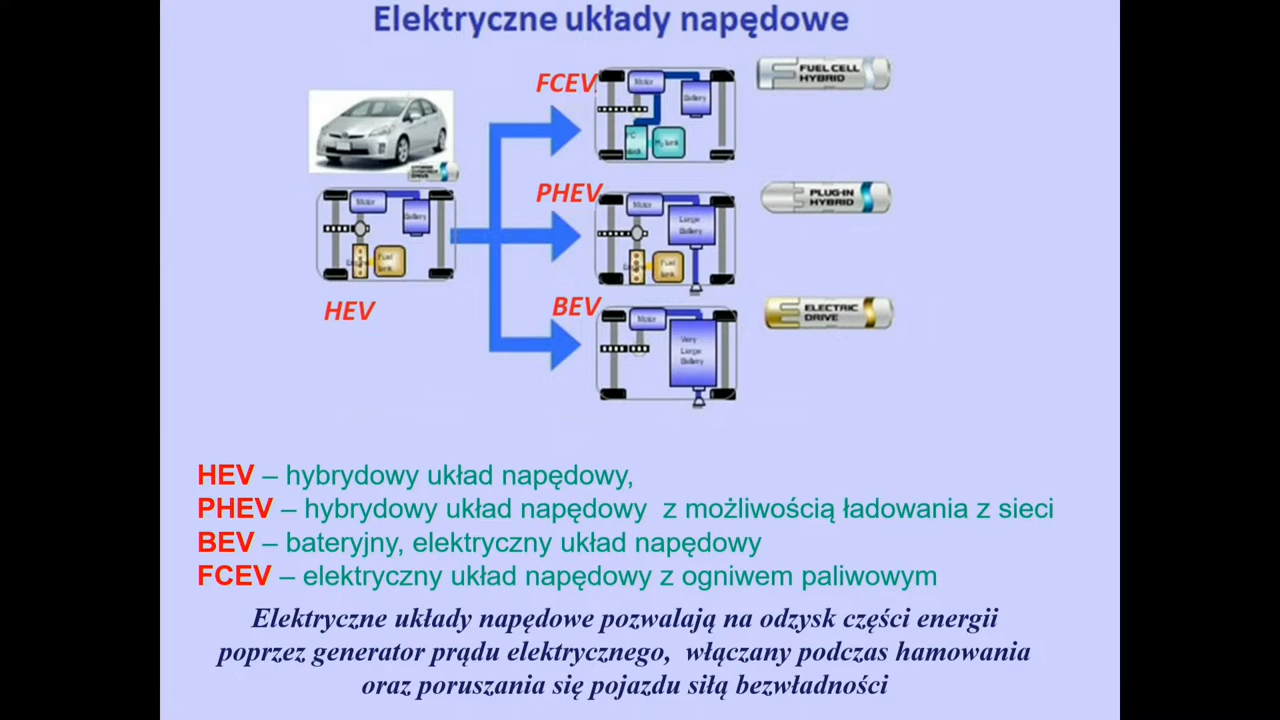 Elektryczne układy napędowe
FCEV
Motor
Battery
H₂ tank
FUEL CELL
HYBRID
HEV
Motor
Battery
Fuel
tank
PHEV
Motor
Large
Battery
Fuel
tank
PLUG-IN
HYBRID
BEV
Motor
Very
Large
Battery
ELECTRIC
DRIVE
HEV – hybrydowy układ napędowy,
PHEV – hybrydowy układ napędowy z możliwością ładowania z sieci
BEV – bateryjny, elektryczny układ napędowy
FCEV – elektryczny układ napędowy z ogniwem paliwowym
Elektryczne układy napędowe pozwalają na odzysk części energii
poprzez generator prądu elektrycznego, włączany podczas hamowania
oraz poruszania się pojazdu siłą bezwładności